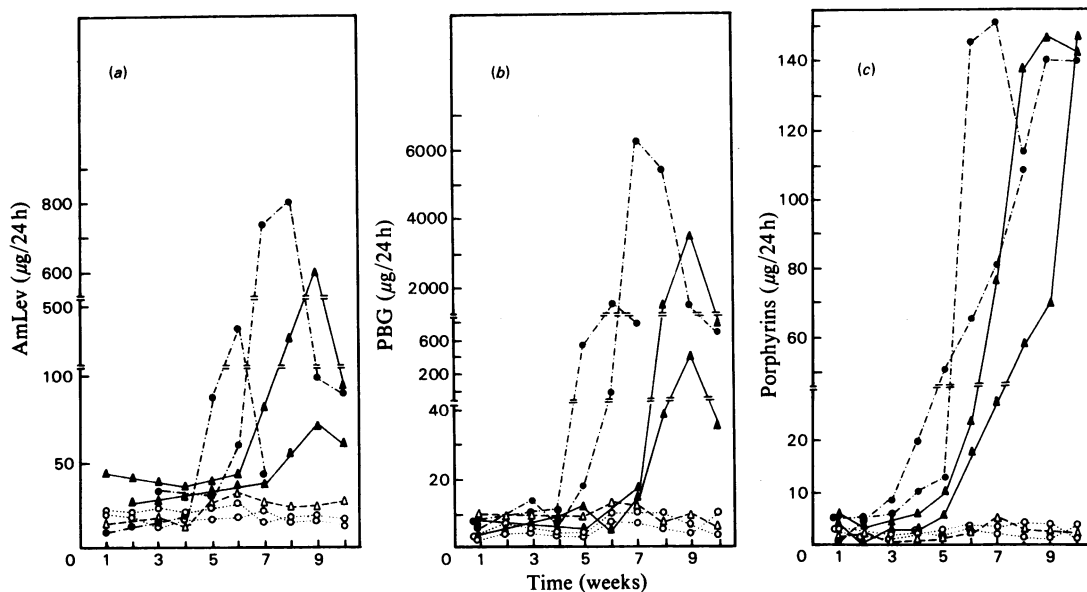 (a)
AmLev (μg/24 h)
800
600
500
100
50
0
1 3 5 7 9
(b)
PBG (μg/24 h)
6000
4000
2000
600
200
40
20
0
1 3 5 7 9
Time (weeks)
(c)
Porphyrins (μg/24 h)
140
120
100
80
60
20
10
0
1 3 5 7 9